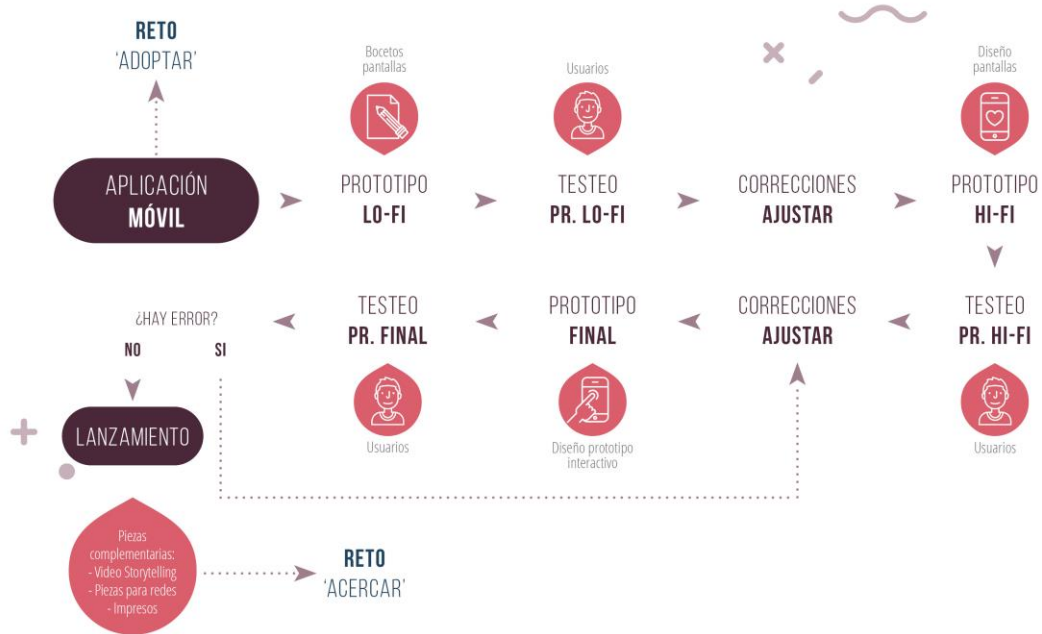 RETO
'ADOPTAR'
Bocetos
pantallas
Usuarios
Diseño
pantallas
APLICACIÓN
MÓVIL
PROTOTIPO
LO-FI
TESTEO
PR. LO-FI
CORRECCIONES
AJUSTAR
PROTOTIPO
HI-FI
¿HAY ERROR?
NO SI
TESTEO
PR. FINAL
PROTOTIPO
FINAL
CORRECCIONES
AJUSTAR
TESTEO
PR. HI-FI
Usuarios
Diseño prototipo
interactivo
Usuarios
LANZAMIENTO
Piezas
complementarias:
- Video Storytelling
- Piezas para redes
- Impresos
RETO
'ACERCAR'